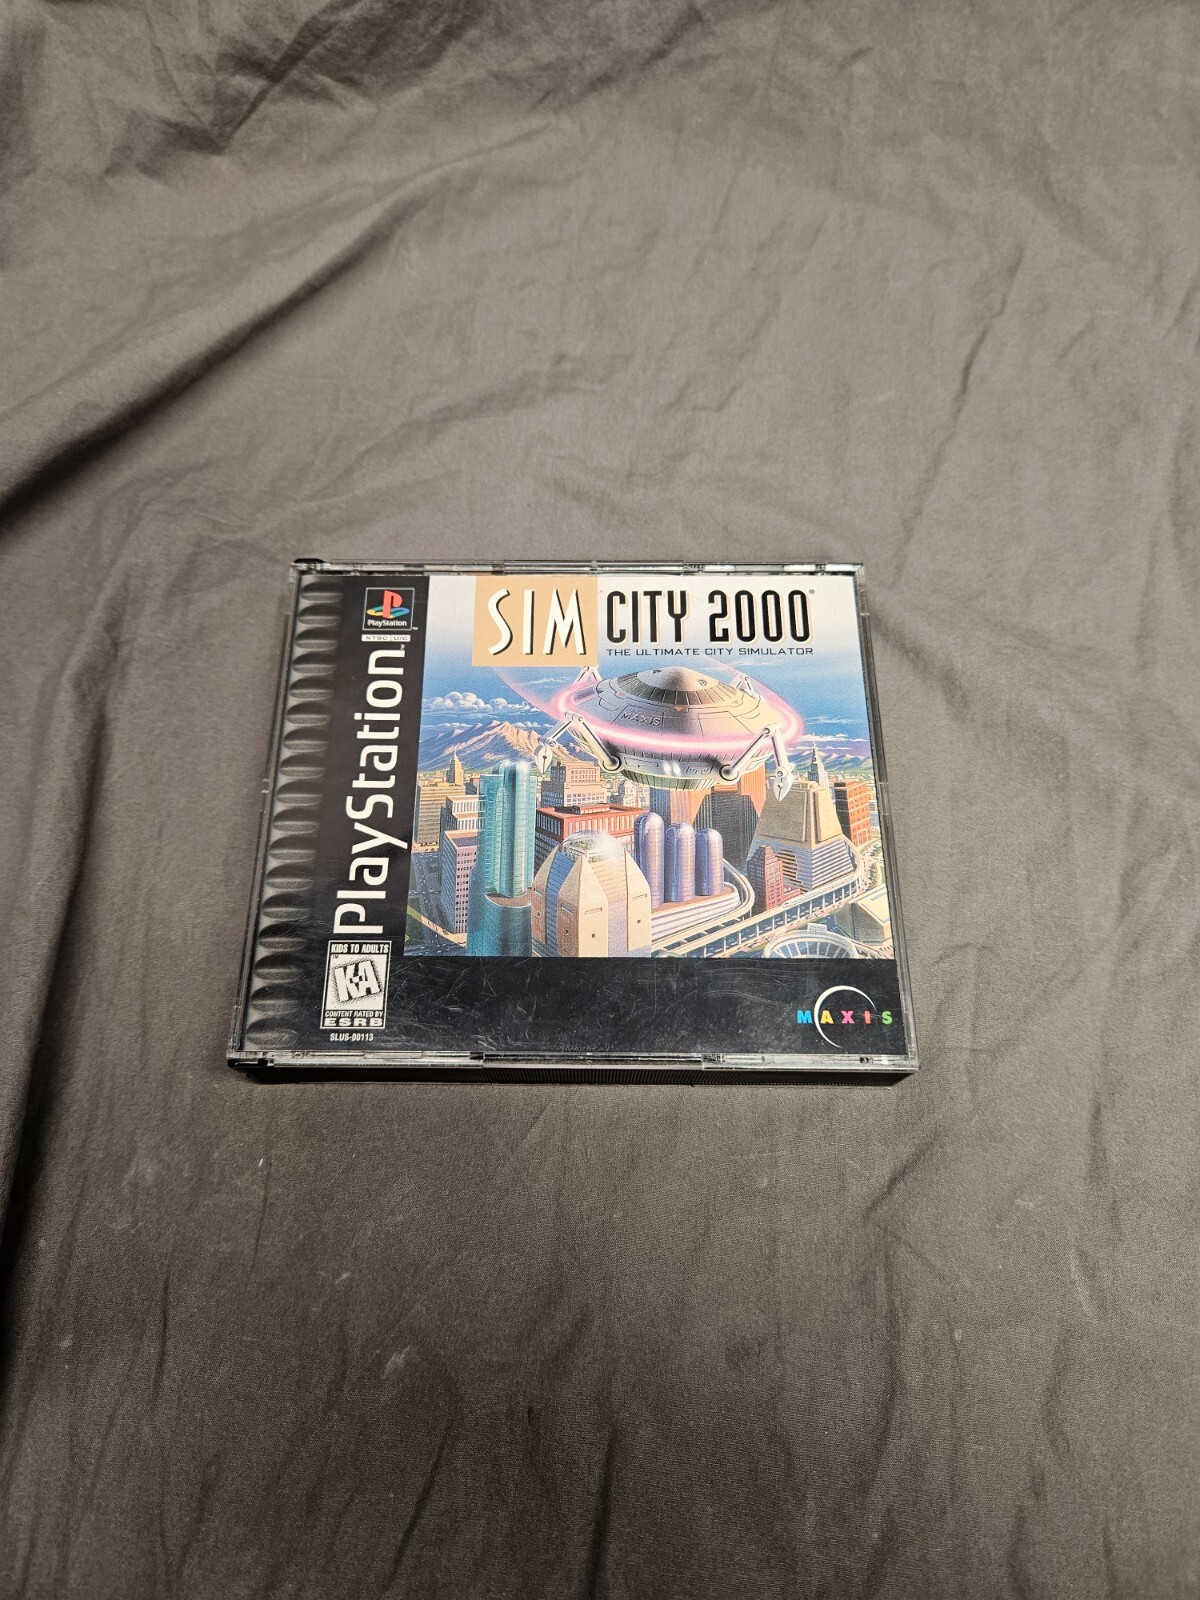 PlayStation
NTSC U/C
PlayStation™
SIM CITY 2000®
THE ULTIMATE CITY SIMULATOR
MAXIS
KIDS TO ADULTS
K-A
CONTENT RATED BY
ESRB
SLUS-00113
MAXIS